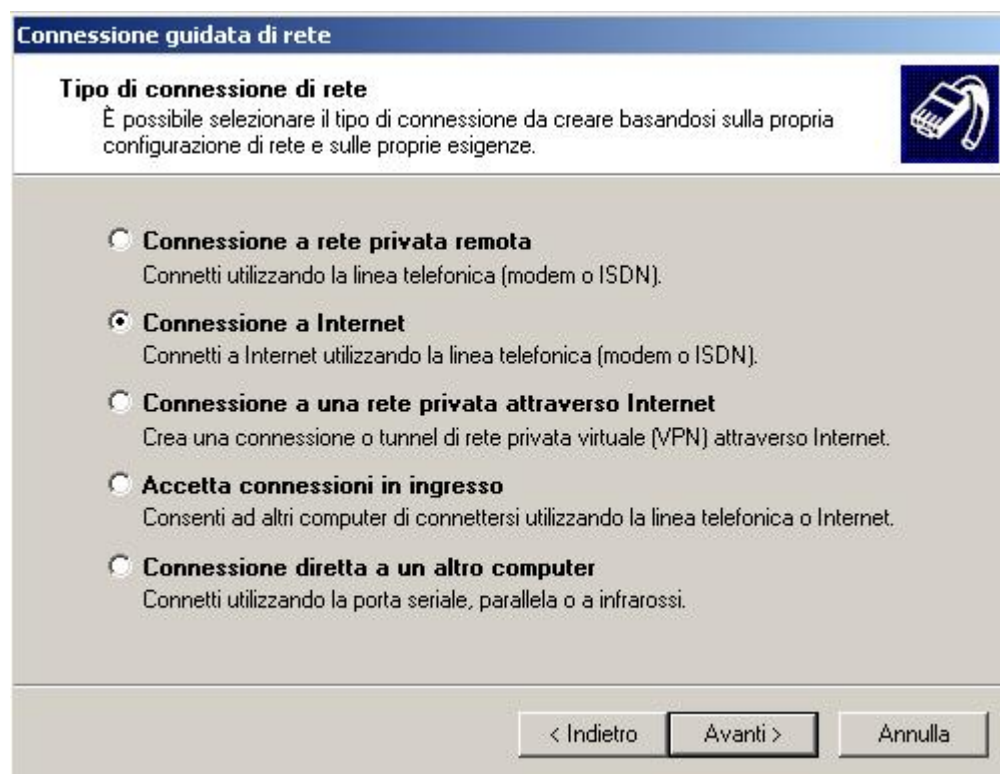 Connessione guidata di rete
Tipo di connessione di rete
È possibile selezionare il tipo di connessione da creare basandosi sulla propria
configurazione di rete e sulle proprie esigenze.
Connessione a rete privata remota
Connetti utilizzando la linea telefonica (modem o ISDN).
Connessione a Internet
Connetti a Internet utilizzando la linea telefonica (modem o ISDN).
Connessione a una rete privata attraverso Internet
Crea una connessione o tunnel di rete privata virtuale (VPN) attraverso Internet.
Accetta connessioni in ingresso
Consenti ad altri computer di connettersi utilizzando la linea telefonica o Internet.
Connessione diretta a un altro computer
Connetti utilizzando la porta seriale, parallela o a infrarossi.
< Indietro Avanti > Annulla